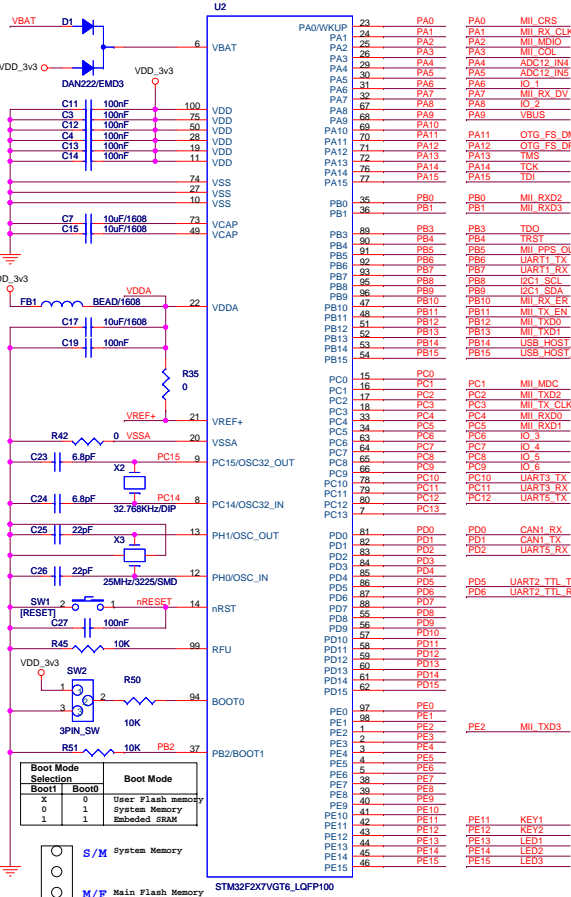 U2
VBAT D1 6 VBAT
VDD_3v3
DAN222/EMD3
VDD_3v3
C11 100nF 100 VDD
C3 100nF 75 VDD
C12 100nF 50 VDD
C4 100nF 28 VDD
C13 100nF 19 VDD
C14 100nF 11 VDD
74 VSS
27 VSS
10 VSS
C7 10uF/1608 73 VCAP
C15 10uF/1608 49 VCAP
VDDA
FB1 BEAD/1608 22 VDDA
C17 10uF/1608
C19 100nF
R35
0
VREF+ 21 VREF+
R42 0 VSSA 20 VSSA
C23 6.8pF PC15 9 PC15/OSC32_OUT
X2
C24 6.8pF PC14 8 PC14/OSC32_IN
32.768KHz/DIP
C25 22pF 13 PH1/OSC_OUT
X3
C26 22pF 12 PH0/OSC_IN
25MHz/3225/SMD
SW1 2 1 nRESET 14 nRST
[RESET]
C27 100nF
R45 10K 99 RFU
VDD_3v3
SW2
1 2 3
1 2 3
3PIN_SW
R50 94 BOOT0
10K
R51 10K PB2 37 PB2/BOOT1
Boot Mode Selection Boot Mode
Boot1 Boot0
X 0 User Flash memory
0 1 System Memory
1 1 Embeded SRAM
S/M System Memory
M/F Main Flash Memory
PA0/WKUP 23 PA0 PA0 MII_CRS
PA1 24 PA1 PA1 MII_RX_CLK
PA2 25 PA2 PA2 MII_MDIO
PA3 26 PA3 PA3 MII_COL
PA4 29 PA4 PA4 ADC12_IN4
PA5 30 PA5 PA5 ADC12_IN5
PA6 31 PA6 PA6 IO_1
PA7 32 PA7 PA7 MII_RX_DV
PA8 67 PA8 PA8 IO_2
PA9 68 PA9 PA9 VBUS
PA10 69 PA10
PA11 70 PA11 PA11 OTG_FS_DM
PA12 71 PA12 PA12 OTG_FS_DP
PA13 72 PA13 PA13 TMS
PA14 76 PA14 PA14 TCK
PA15 77 PA15 PA15 TDI
PB0 35 PB0 PB0 MII_RXD2
PB1 36 PB1 PB1 MII_RXD3
PB3 89 PB3 PB3 TDO
PB4 90 PB4 PB4 TRST
PB5 91 PB5 PB5 MII_PPS_OU
PB6 92 PB6 PB6 UART1_TX
PB7 93 PB7 PB7 UART1_RX
PB8 95 PB8 PB8 I2C1_SCL
PB9 96 PB9 PB9 I2C1_SDA
PB10 47 PB10 PB10 MII_RX_ER
PB11 48 PB11 PB11 MII_TX_EN
PB12 51 PB12 PB12 MII_TXD0
PB13 52 PB13 PB13 MII_TXD1
PB14 53 PB14 PB14 USB_HOST
PB15 54 PB15 PB15 USB_HOST
PC0 15 PC0
PC1 16 PC1 PC1 MII_MDC
PC2 17 PC2 PC2 MII_TXD2
PC3 18 PC3 PC3 MII_TX_CLK
PC4 33 PC4 PC4 MII_RXD0
PC5 34 PC5 PC5 MII_RXD1
PC6 63 PC6 PC6 IO_3
PC7 64 PC7 PC7 IO_4
PC8 65 PC8 PC8 IO_5
PC9 66 PC9 PC9 IO_6
PC10 78 PC10 PC10 UART3_TX
PC11 79 PC11 PC11 UART3_RX
PC12 80 PC12 PC12 UART5_TX
PC13 7 PC13
PD0 81 PD0 PD0 CAN1_RX
PD1 82 PD1 PD1 CAN1_TX
PD2 83 PD2 PD2 UART5_RX
PD3 84 PD3
PD4 85 PD4
PD5 86 PD5 PD5 UART2_TTL_T
PD6 87 PD6 PD6 UART2_TTL_R
PD7 88 PD7
PD8 55 PD8
PD9 56 PD9
PD10 57 PD10
PD11 58 PD11
PD12 59 PD12
PD13 60 PD13
PD14 61 PD14
PD15 62 PD15
PE0 97 PE0
PE1 98 PE1
PE2 1 PE2 PE2 MII_TXD3
PE3 2 PE3
PE4 3 PE4
PE5 4 PE5
PE6 5 PE6
PE7 38 PE7
PE8 39 PE8
PE9 40 PE9
PE10 41 PE10
PE11 42 PE11 PE11 KEY1
PE12 43 PE12 PE12 KEY2
PE13 44 PE13 PE13 LED1
PE14 45 PE14 PE14 LED2
PE15 46 PE15 PE15 LED3
STM32F2X7VGT6_LQFP100